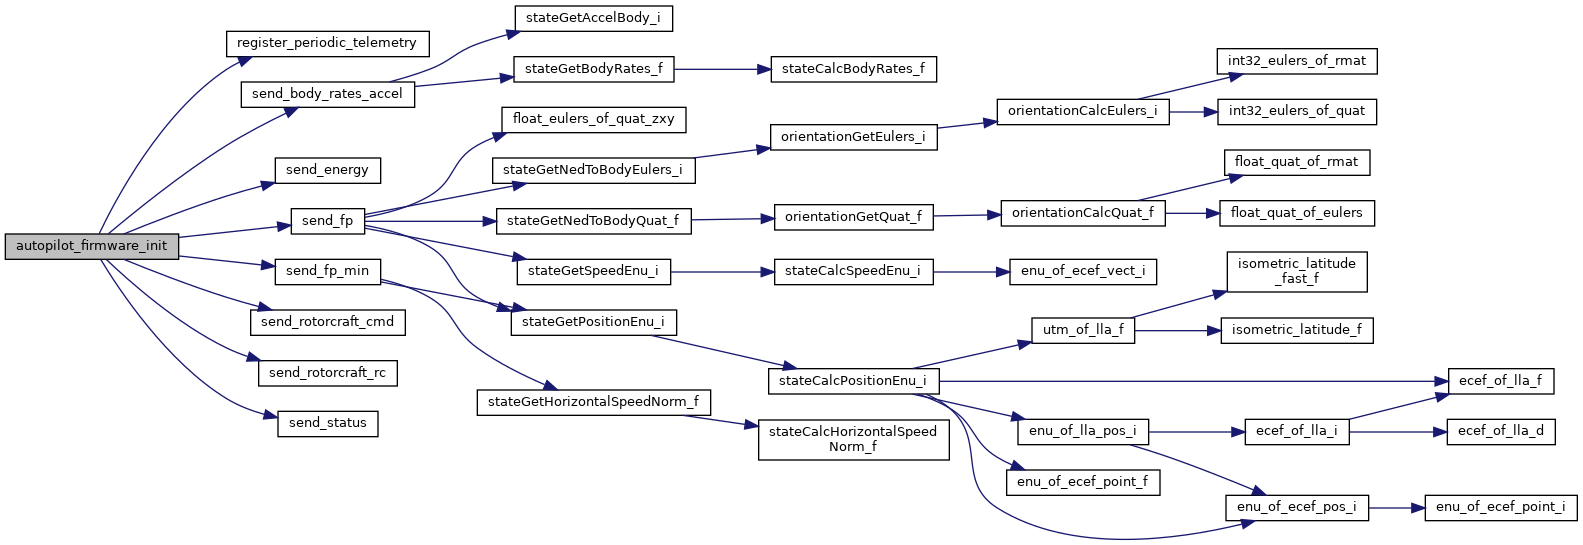 autopilot_firmware_init
register_periodic_telemetry
send_body_rates_accel
send_energy
send_fp
send_fp_min
send_rotorcraft_cmd
send_rotorcraft_rc
send_status
stateGetAccelBody_i
stateGetBodyRates_f
float_eulers_of_quat_zxy
stateGetNedToBodyEulers_i
stateGetNedToBodyQuat_f
stateGetSpeedEnu_i
stateGetPositionEnu_i
stateGetHorizontalSpeedNorm_f
stateCalcBodyRates_f
orientationGetEulers_i
orientationGetQuat_f
stateCalcSpeedEnu_i
stateCalcPositionEnu_i
stateCalcHorizontalSpeed
Norm_f
orientationCalcEulers_i
orientationCalcQuat_f
enu_of_ecef_vect_i
utm_of_lla_f
enu_of_lla_pos_i
enu_of_ecef_point_f
int32_eulers_of_rmat
int32_eulers_of_quat
float_quat_of_rmat
float_quat_of_eulers
isometric_latitude
_fast_f
isometric_latitude_f
ecef_of_lla_i
enu_of_ecef_pos_i
ecef_of_lla_f
ecef_of_lla_d
enu_of_ecef_point_i